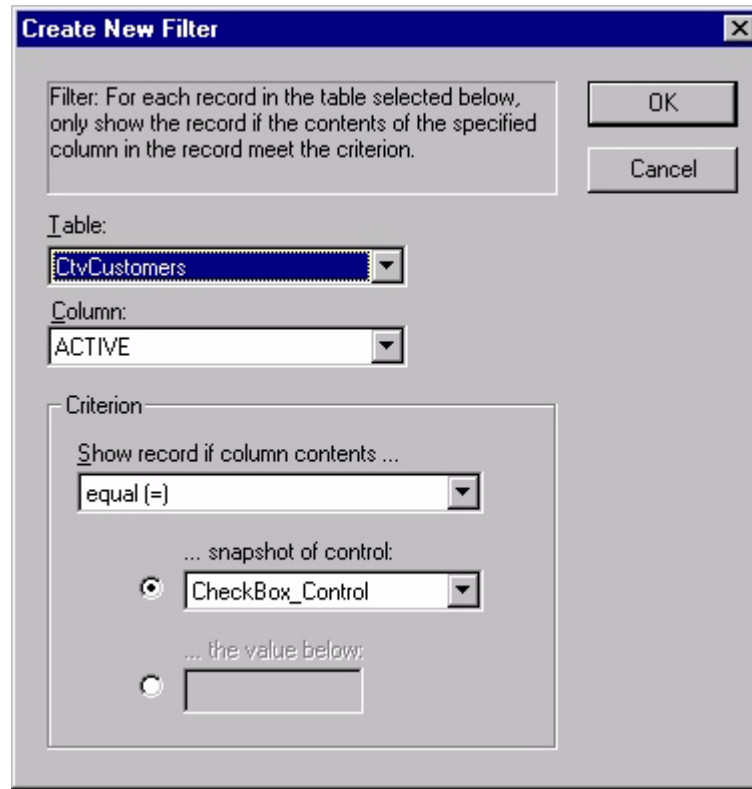 Create New Filter
Filter: For each record in the table selected below,
only show the record if the contents of the specified
column in the record meet the criterion.
OK
Cancel
Table:
CtvCustomers
Column:
ACTIVE
Criterion
Show record if column contents ...
equal (=)
... snapshot of control:
CheckBox_Control
... the value below: